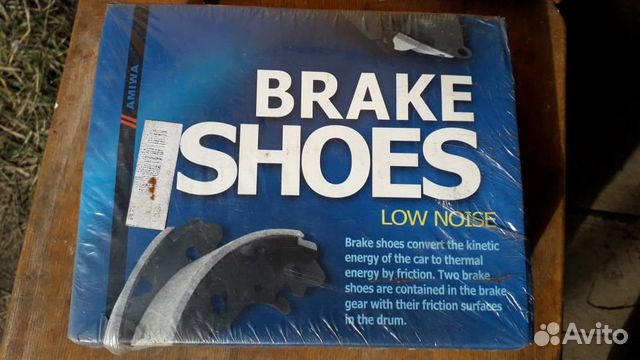 AMIWA
BRAKE
SHOES
LOW NOISE
Brake shoes convert the kinetic
energy of the car to thermal
energy by friction. Two brake
shoes are contained in the brake
gear with their friction surfaces
in the drum.
Avito